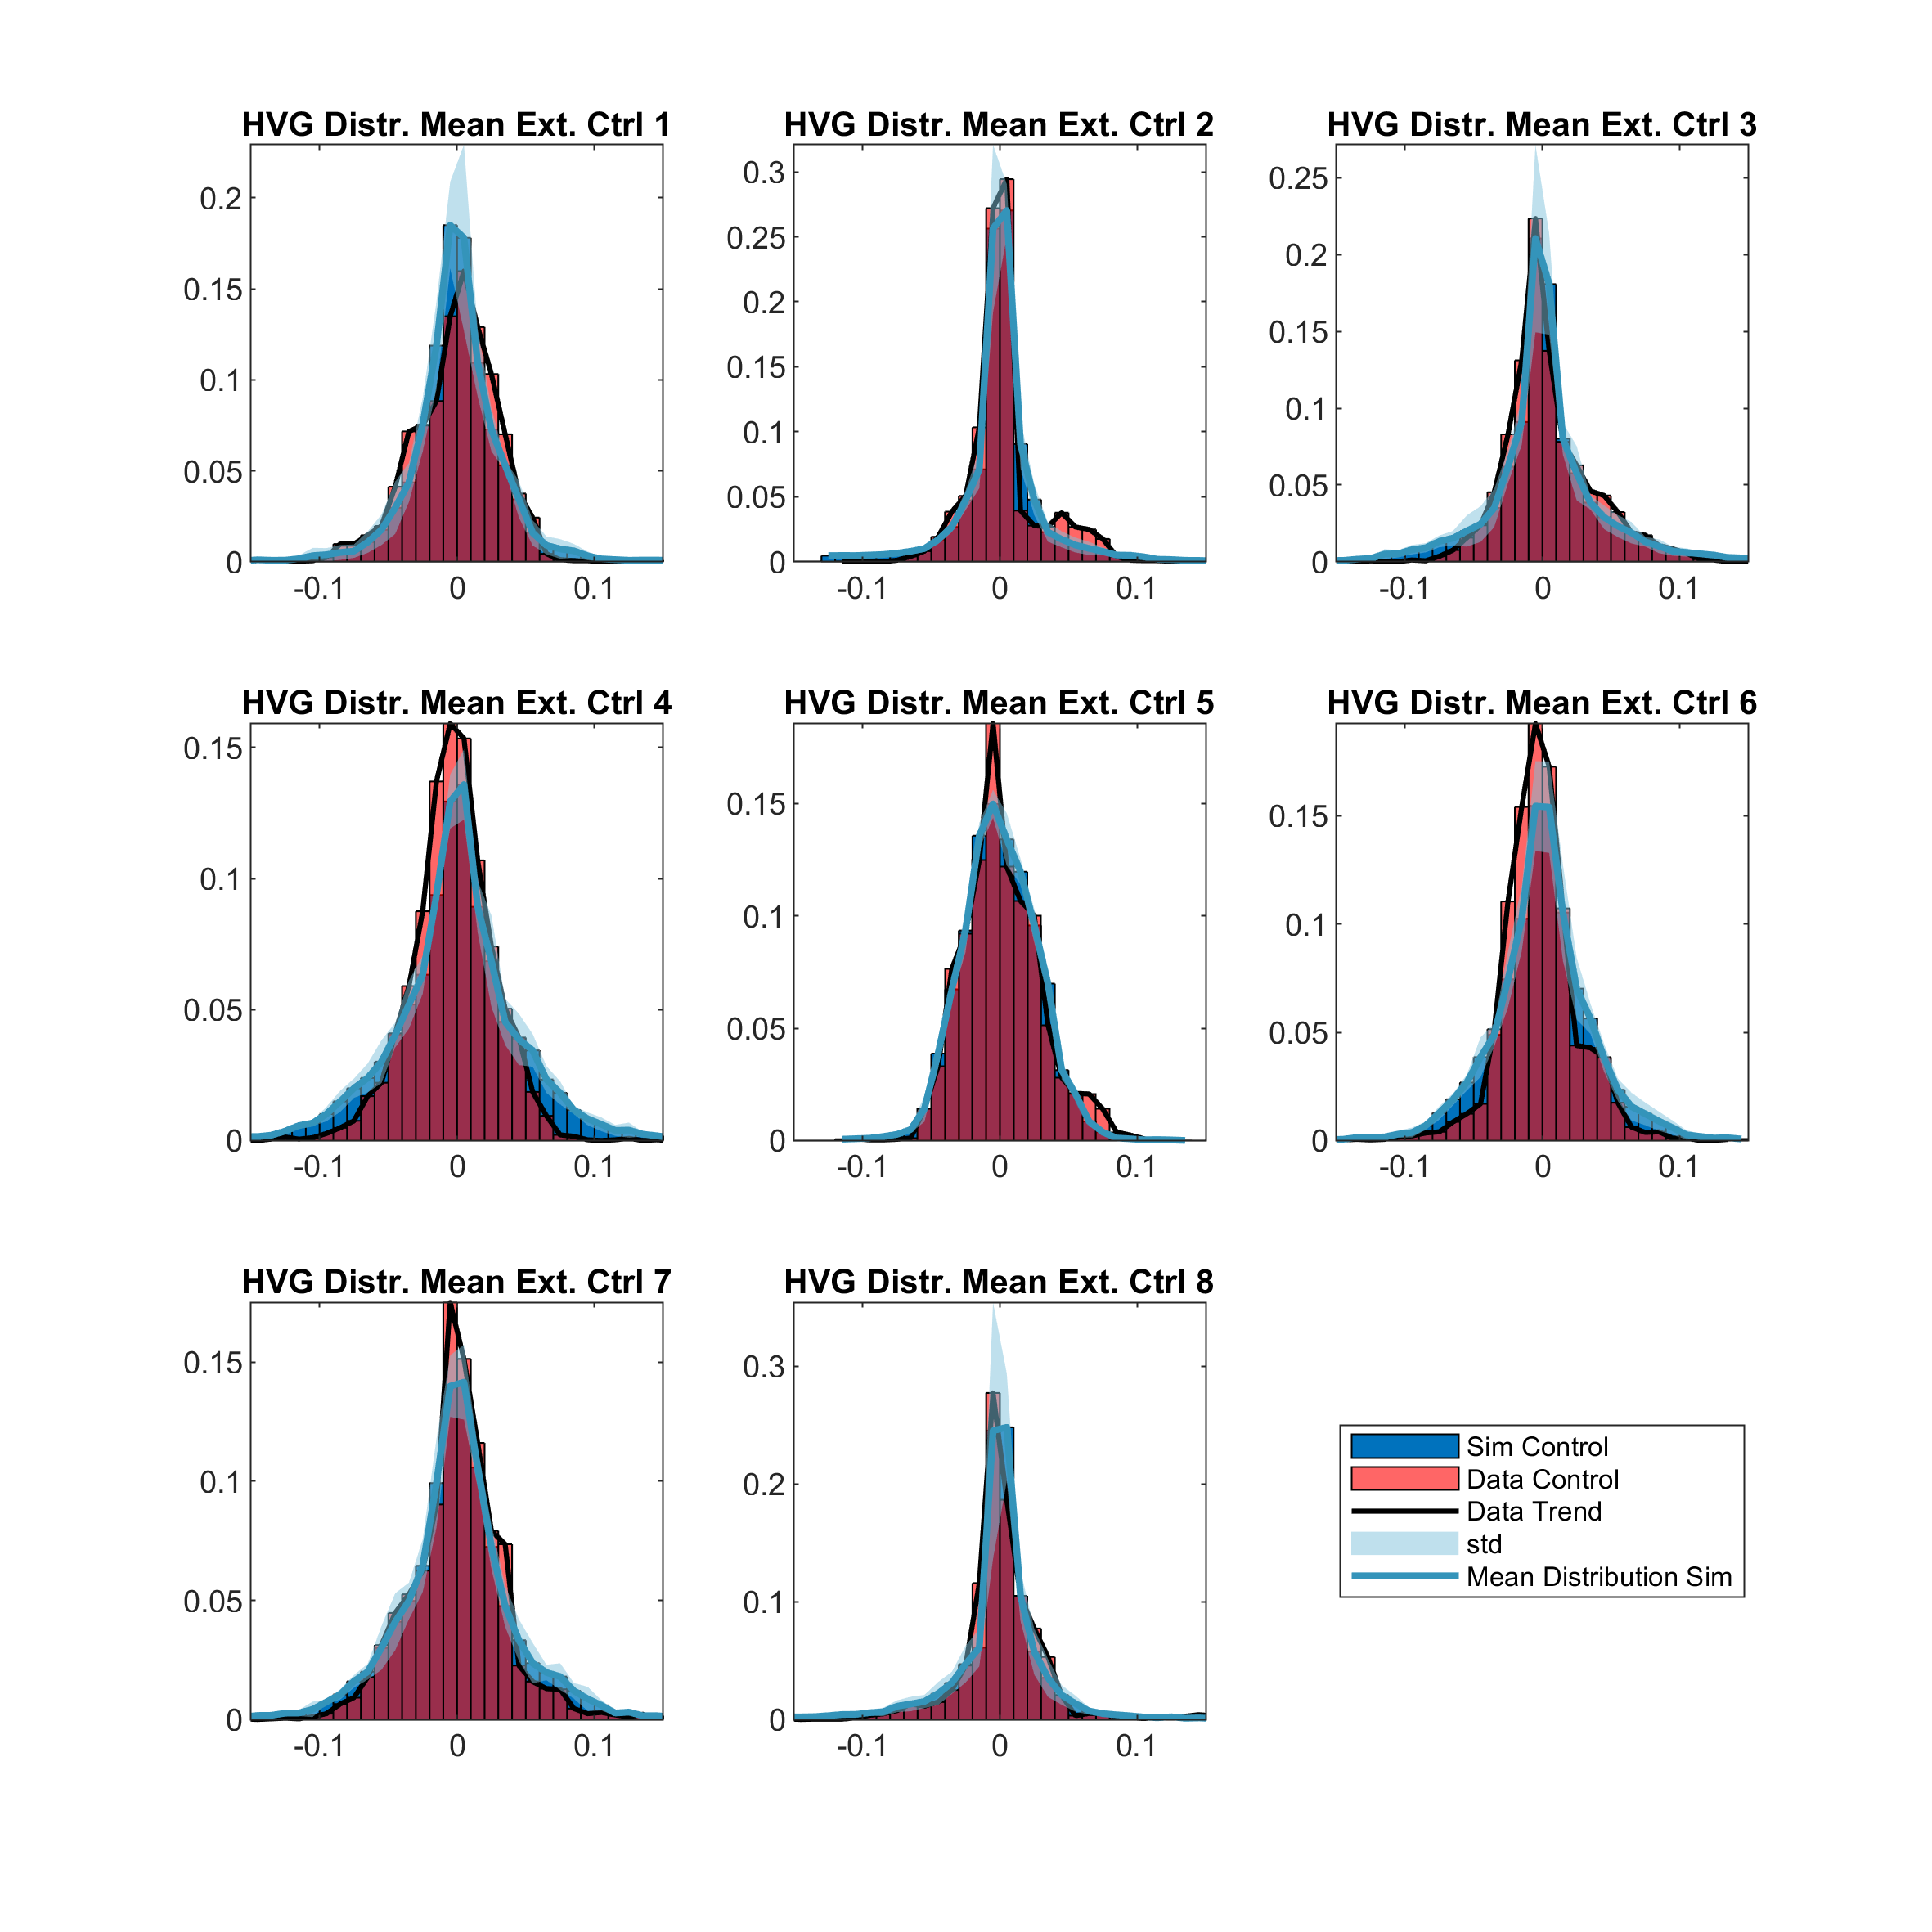 HVG Distr. Mean Ext. Ctrl 1
0.2
0.15
0.1
0.05
0
-0.1 0 0.1
HVG Distr. Mean Ext. Ctrl 2
0.3
0.25
0.2
0.15
0.1
0.05
0
-0.1 0 0.1
HVG Distr. Mean Ext. Ctrl 3
0.25
0.2
0.15
0.1
0.05
0
-0.1 0 0.1
HVG Distr. Mean Ext. Ctrl 4
0.15
0.1
0.05
0
-0.1 0 0.1
HVG Distr. Mean Ext. Ctrl 5
0.15
0.1
0.05
0
-0.1 0 0.1
HVG Distr. Mean Ext. Ctrl 6
0.15
0.1
0.05
0
-0.1 0 0.1
HVG Distr. Mean Ext. Ctrl 7
0.15
0.1
0.05
0
-0.1 0 0.1
HVG Distr. Mean Ext. Ctrl 8
0.3
0.2
0.1
0
-0.1 0 0.1
Sim Control
Data Control
Data Trend
std
Mean Distribution Sim